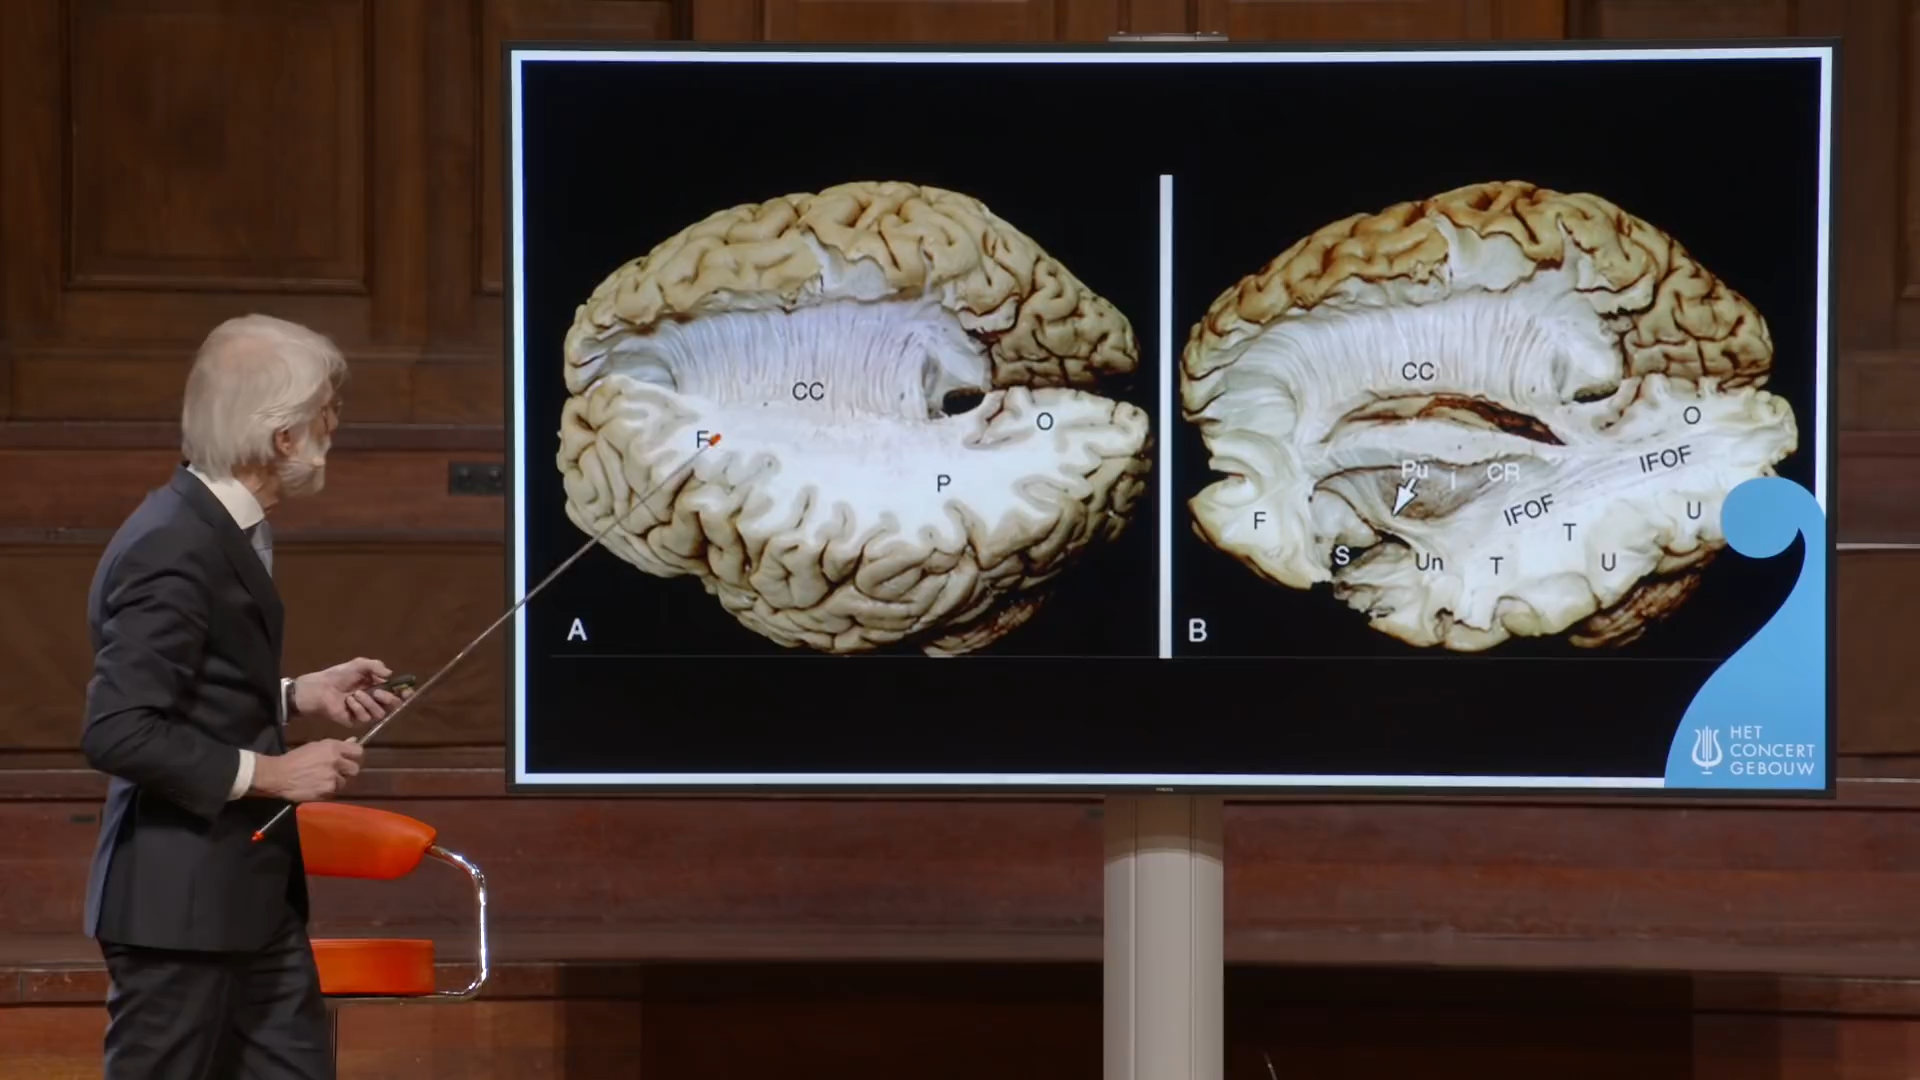 CC
F
O
P
A
CC
O
IFOF
Pu
i
CR
IFOF
F
U
T
S
Un
T
U
B
HET
CONCERT
GEBOUW